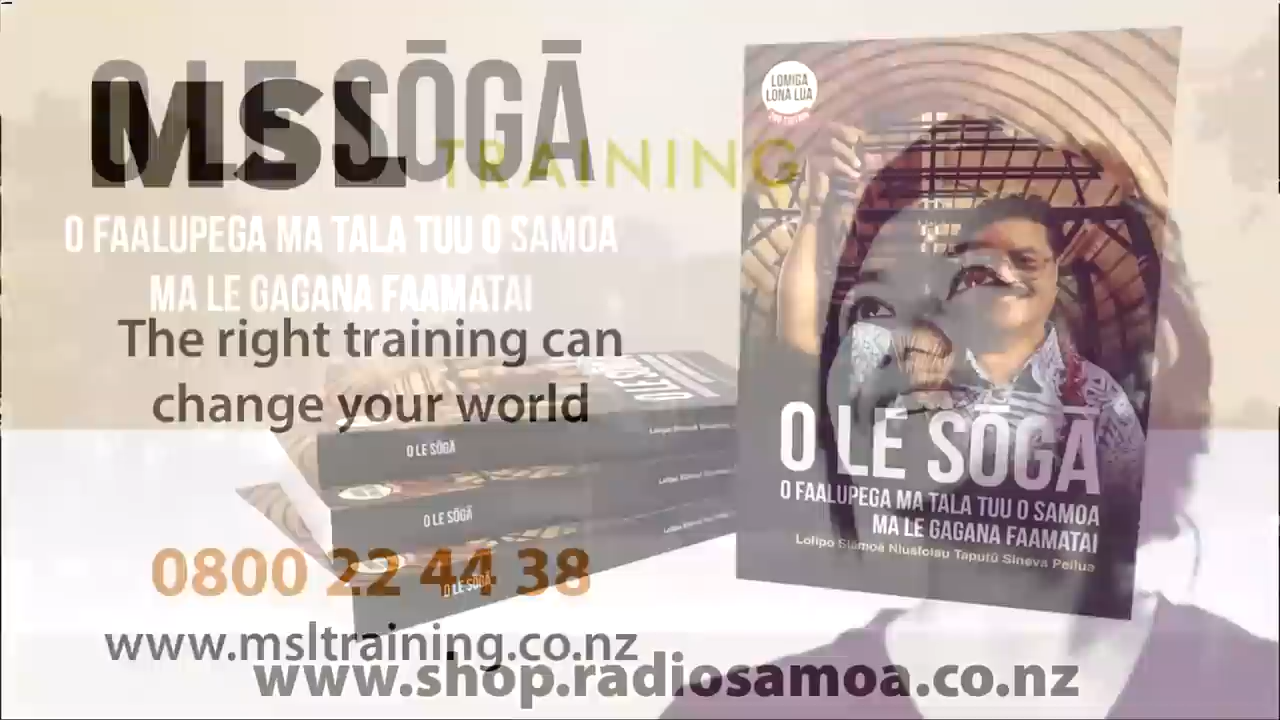 O LE SŌGĀ
MSL TRAINING
O FAALUPEGA MA TALA TUU O SAMOA
MA LE GAGANA FAAMATAI
The right training can
change your world
0800 22 44 38
www.msltraining.co.nz
www.shop.radiosamoa.co.nz
LOMIGA
LONA LUA
2ND EDITION
O LE SŌGĀ
O FAALUPEGA MA TALA TUU O SAMOA
MA LE GAGANA FAAMATAI
O LE SŌGĀ
O LE SŌGĀ
O LE SŌGĀ